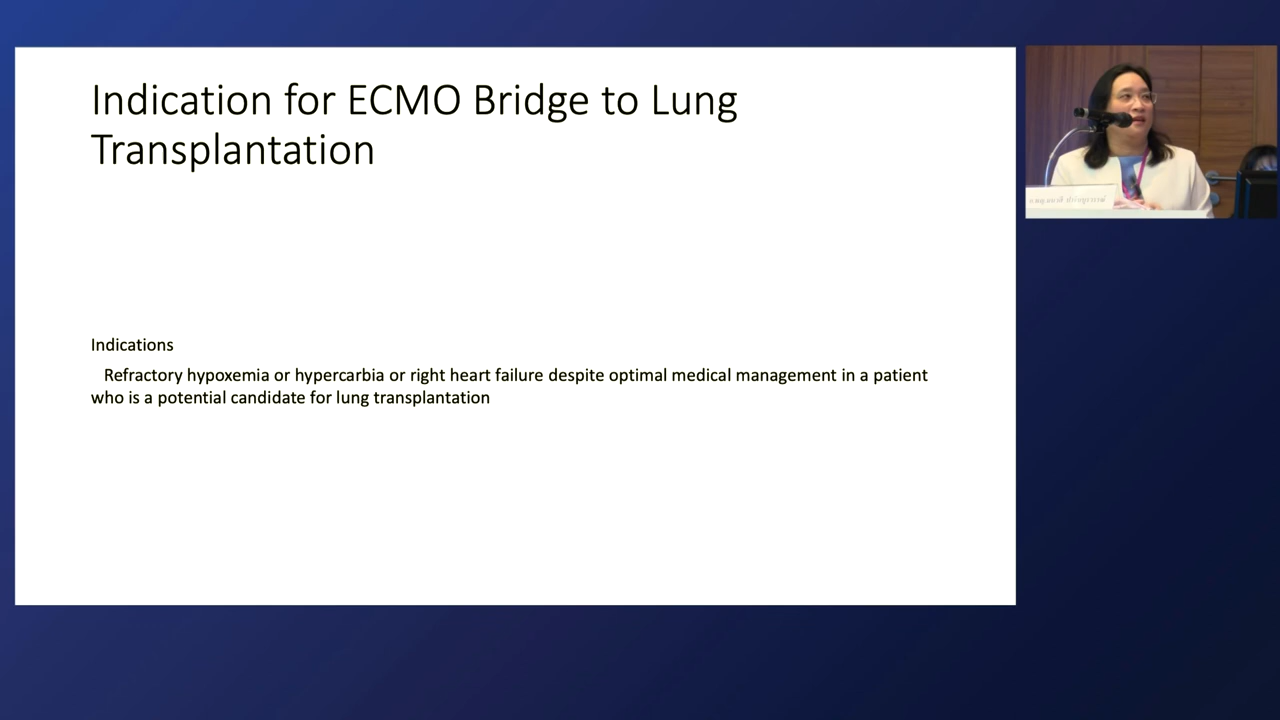 Indication for ECMO Bridge to Lung
Transplantation
Indications
Refractory hypoxemia or hypercarbia or right heart failure despite optimal medical management in a patient
who is a potential candidate for lung transplantation